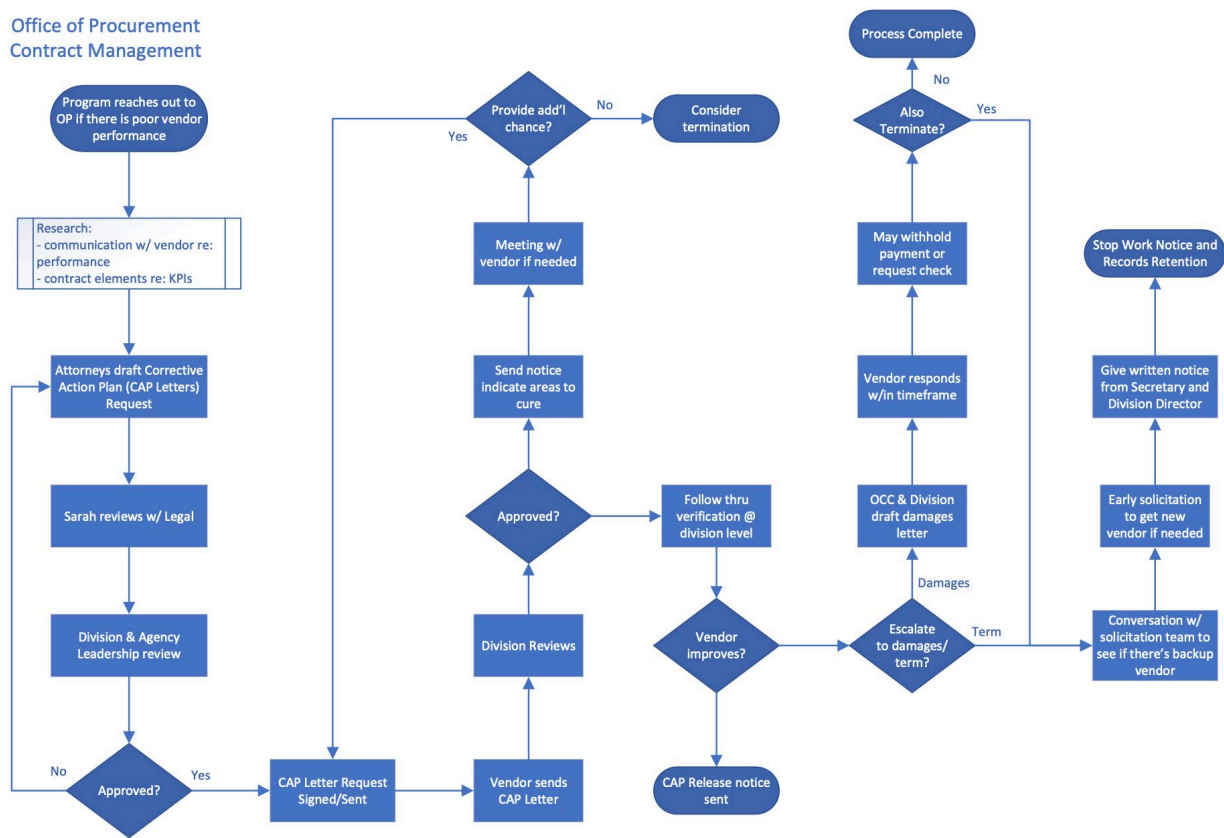 Office of Procurement
Contract Management
Program reaches out to
OP if there is poor vendor
performance
Research:
- communication w/ vendor re:
performance
- contract elements re: KPIs
Attorneys draft Corrective
Action Plan (CAP Letters)
Request
Sarah reviews w/ Legal
Division & Agency
Leadership review
No
Approved?
Yes
CAP Letter Request
Signed/Sent
Vendor sends
CAP Letter
Division Reviews
Approved?
Send notice
indicate areas to
cure
Meeting w/
vendor if needed
Provide add'l
chance?
Yes
No
Consider
termination
Follow thru
verification @
division level
Vendor
improves?
CAP Release notice
sent
Escalate
to damages/
term?
Damages
Term
OCC & Division
draft damages
letter
Vendor responds
w/in timeframe
May withhold
payment or
request check
Also
Terminate?
No
Yes
Process Complete
Conversation w/
solicitation team to
see if there's backup
vendor
Early solicitation
to get new
vendor if needed
Give written notice
from Secretary and
Division Director
Stop Work Notice and
Records Retention